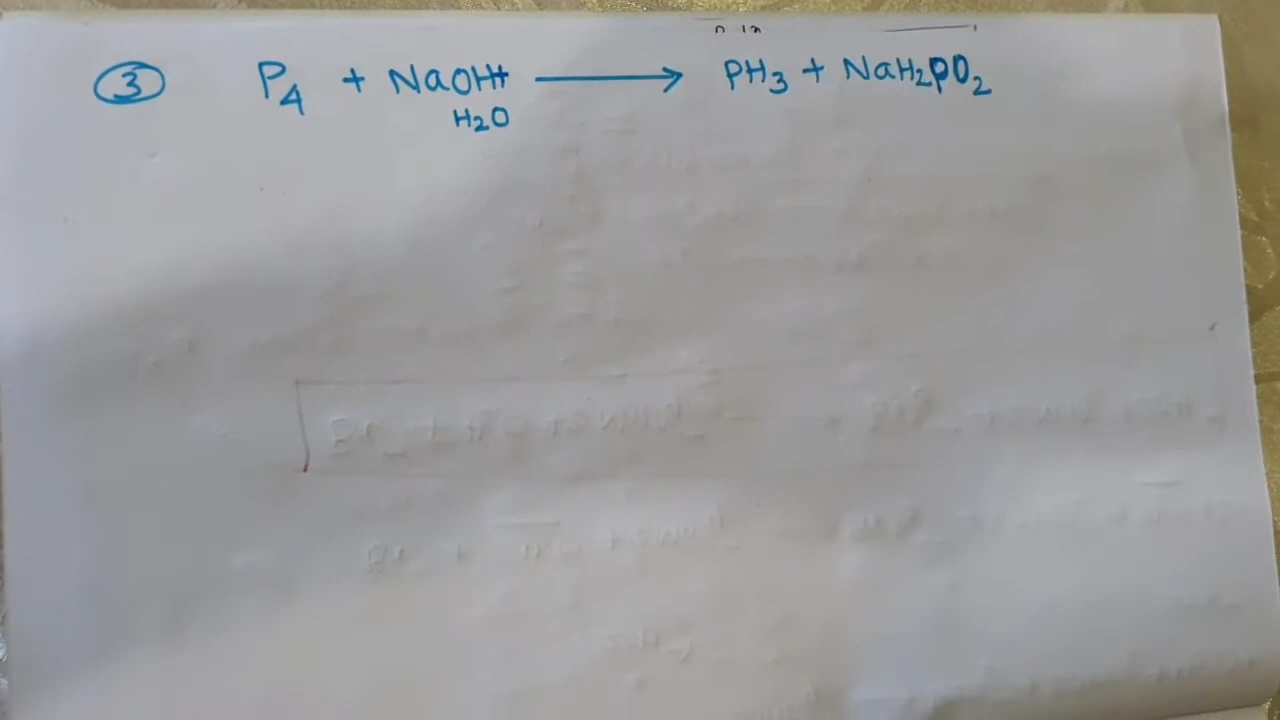 ③ P₄ + NaOH + ⟶ PH₃ + NaH₂PO₂
H₂O